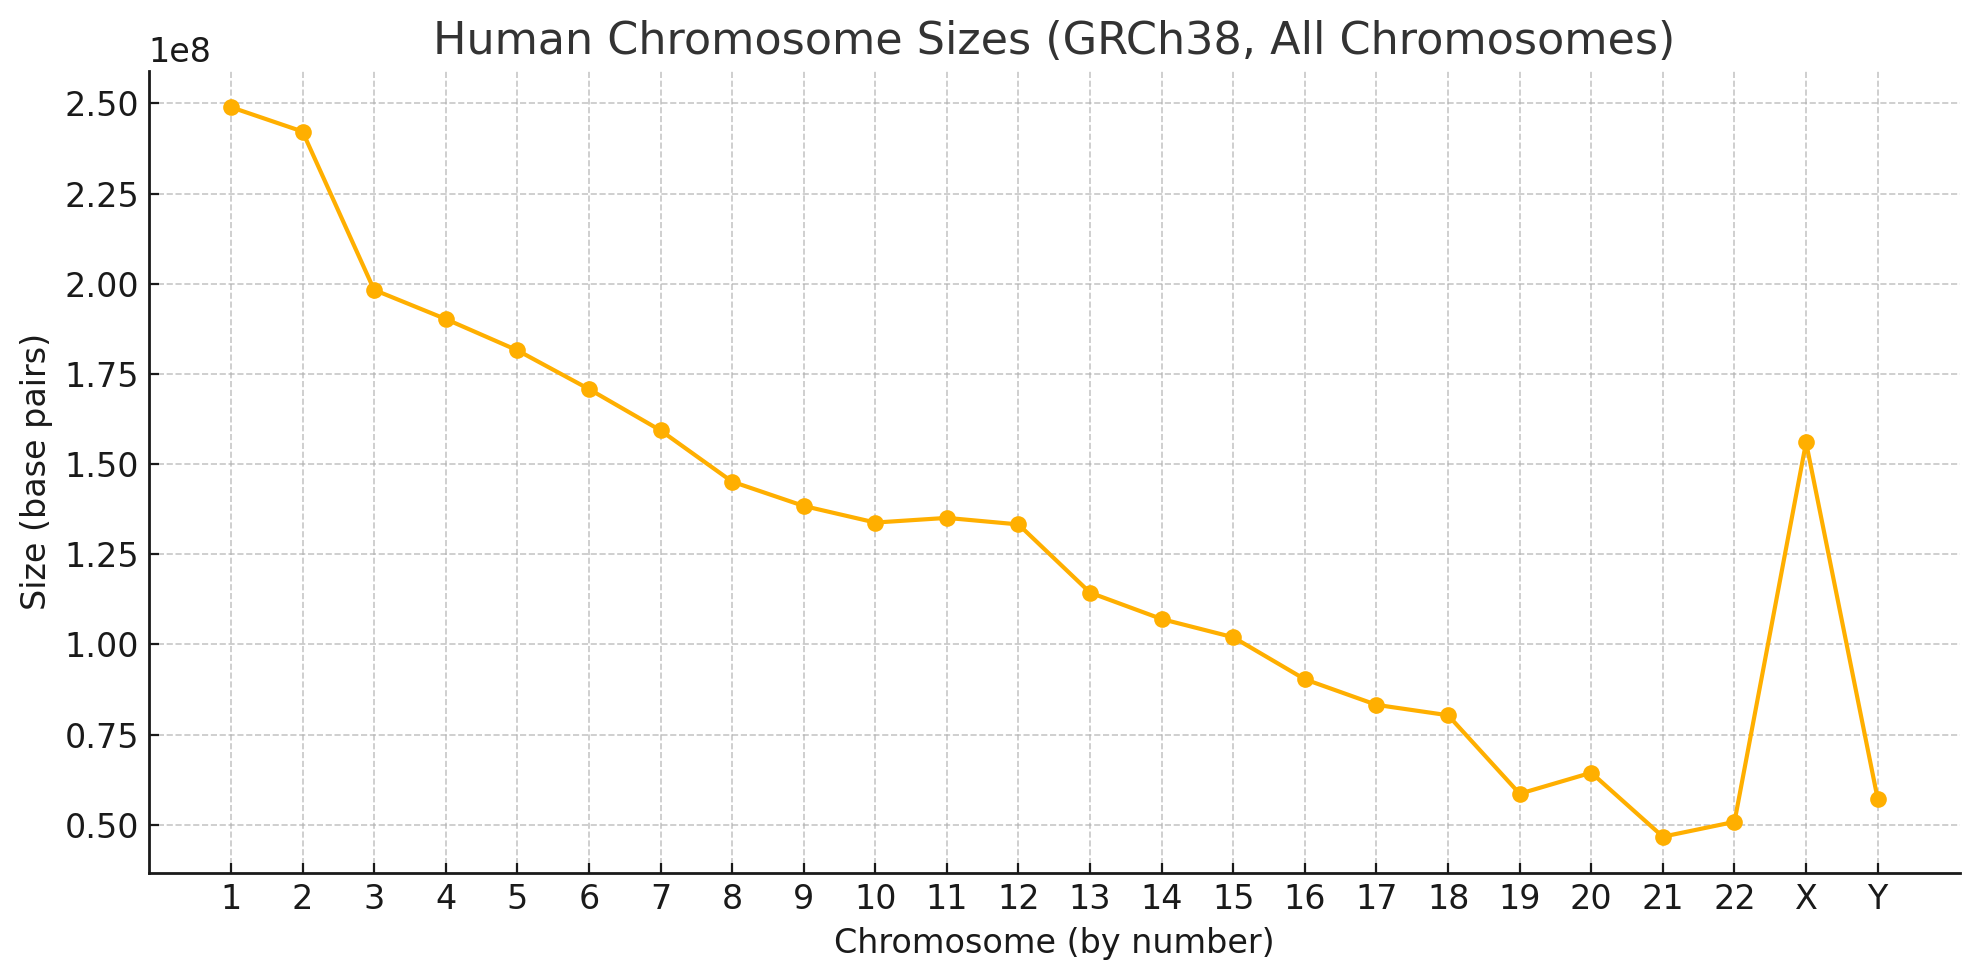 Human Chromosome Sizes (GRCh38, All Chromosomes)
1e8
2.50
2.25
2.00
1.75
1.50
1.25
1.00
0.75
0.50
Size (base pairs)
1 2 3 4 5 6 7 8 9 10 11 12 13 14 15 16 17 18 19 20 21 22 X Y
Chromosome (by number)